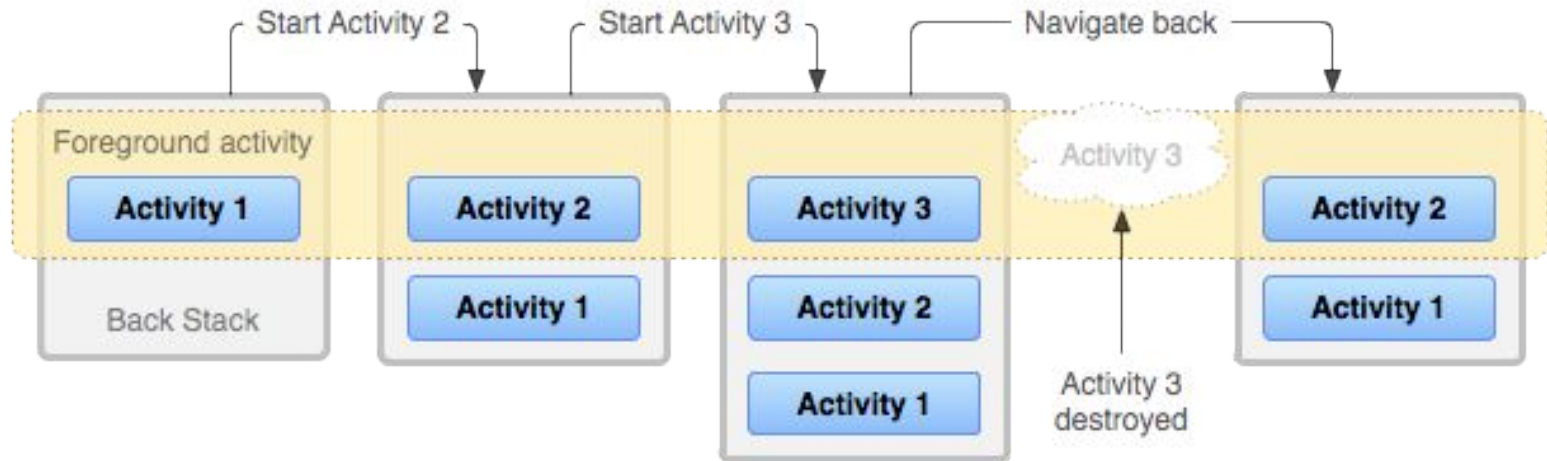 Start Activity 2
Start Activity 3
Navigate back
Foreground activity
Activity 1
Back Stack
Activity 2
Activity 1
Activity 3
Activity 2
Activity 1
Activity 3
Activity 3
destroyed
Activity 2
Activity 1